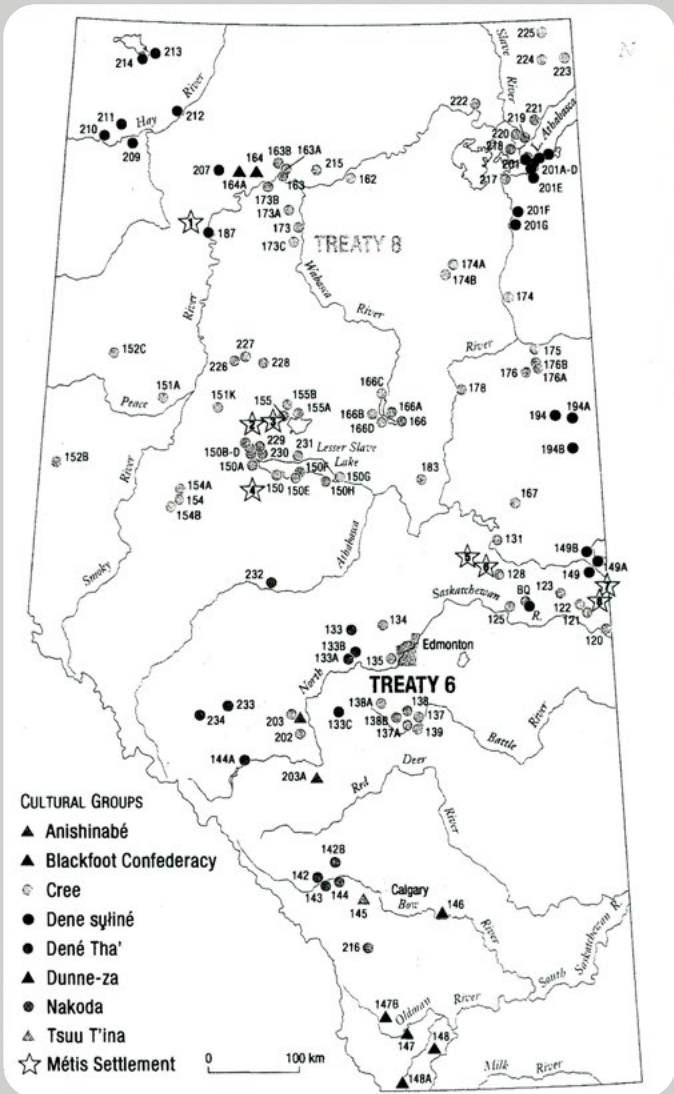 225
213
214
Slave River
224
223
N
River
222
221
219
211
212
Hay
220
L. Athabasca
210
218
209
163B
163A
201
201A-D
207
164
215
164A
163
162
217
201E
173B
173A
201F
1
187
173
201G
173C
TREATY 8
174A
174B
Wabasca
River
174
River
152C
227
River
175
226
228
176B
176
176A
151A
166C
178
Peace
151K
155B
155
155A
166B
166A
194
194A
2
3
166D
166
229
231
Lesser Slave
Lake
194B
152B
150B-D
230
River
150A
150F
150G
183
154A
150
150E
150H
154
4
167
154B
Athabasca
131
149B
5
6
149A
Smoky
128
149
7
232
Saskatchewan
BQ
123
8
125
R.
122
121
134
120
133
133B
Edmonton
133A
135
North
TREATY 6
233
138A
138
203
137
234
133C
138B
River
202
137A
139
Battle
144A
203A
Deer
Red
River
CULTURAL GROUPS
Anishinabé
Blackfoot Confederacy
Cree
Dene sųłiné
Dené Tha'
Dunne-za
Nakoda
Tsuu T'ina
Métis Settlement
142B
142
143
144
Calgary
145
Bow
146
River
216
South Saskatchewan R.
147B
Oldman
River
147
148
0
100 km
148A
Milk
River